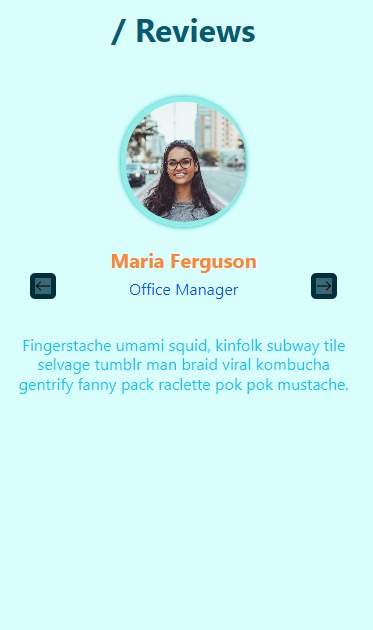 / Reviews
Maria Ferguson
Office Manager
Fingerstache umami squid, kinfolk subway tile
selvage tumblr man braid viral kombucha
gentrify fanny pack raclette pok pok mustache.